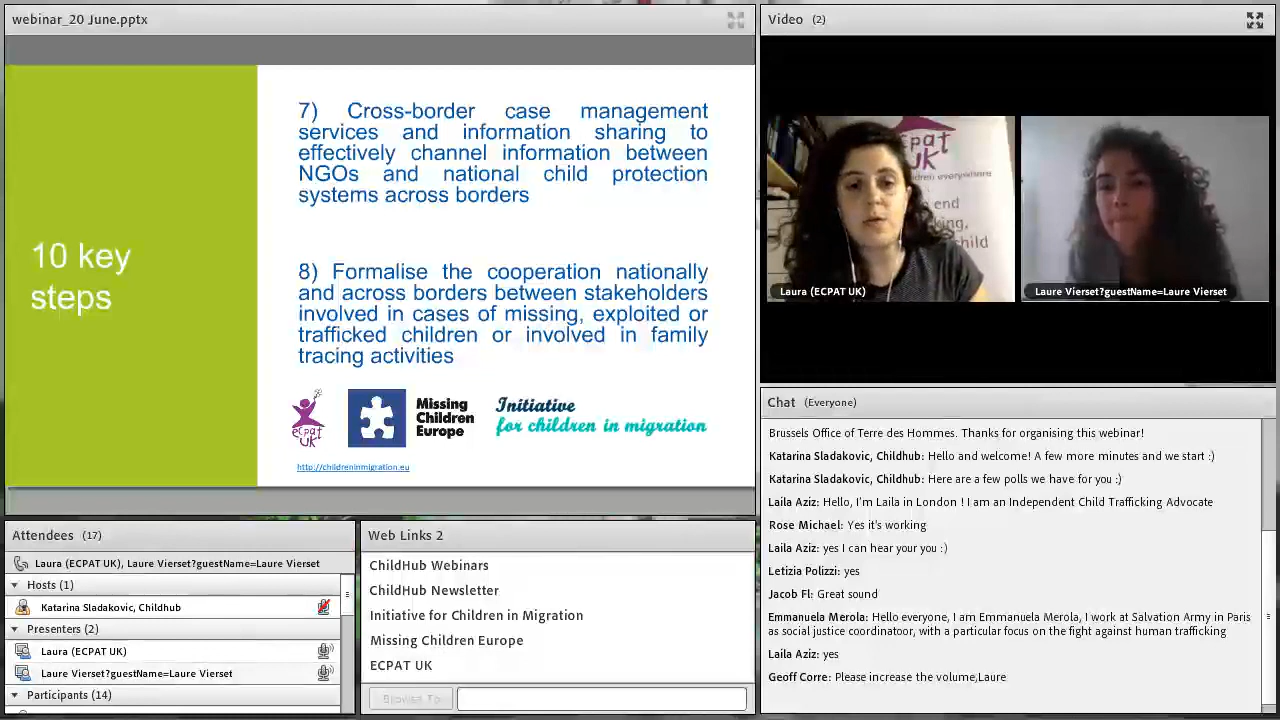 webinar_20 June.pptx
10 key
steps
7) Cross-border case management
services and information sharing to
effectively channel information between
NGOs and national child protection
systems across borders
8) Formalise the cooperation nationally
and across borders between stakeholders
involved in cases of missing, exploited or
trafficked children or involved in family
tracing activities
ecpat
UK
Missing
Children
Europe
Initiative
for children in migration
http://childreninmigration.eu
Video (2)
ecpat
UK
children everywhere
end
king,
child
Laura (ECPAT UK)
Laure Vierset?guestName=Laure Vierset
Chat (Everyone)
Brussels Office of Terre des Hommes. Thanks for organising this webinar!
Katarina Sladakovic, Childhub: Hello and welcome! A few more minutes and we start :)
Katarina Sladakovic, Childhub: Here are a few polls we have for you :)
Laila Aziz: Hello, I'm Laila in London ! I am an Independent Child Trafficking Advocate
Rose Michael: Yes it's working
Laila Aziz: yes I can hear your you :)
Letizia Polizzi: yes
Jacob Fl: Great sound
Emmanuela Merola: Hello everyone, I am Emmanuela Merola, I work at Salvation Army in Paris
as social justice coordinatoor, with a particular focus on the fight against human trafficking
Laila Aziz: yes
Geoff Corre: Please increase the volume,Laure
Attendees (17)
Laura (ECPAT UK), Laure Vierset?guestName=Laure Vierset
Hosts (1)
Katarina Sladakovic, Childhub
Presenters (2)
Laura (ECPAT UK)
Laure Vierset?guestName=Laure Vierset
Participants (14)
Web Links 2
ChildHub Webinars
ChildHub Newsletter
Initiative for Children in Migration
Missing Children Europe
ECPAT UK
Browse To